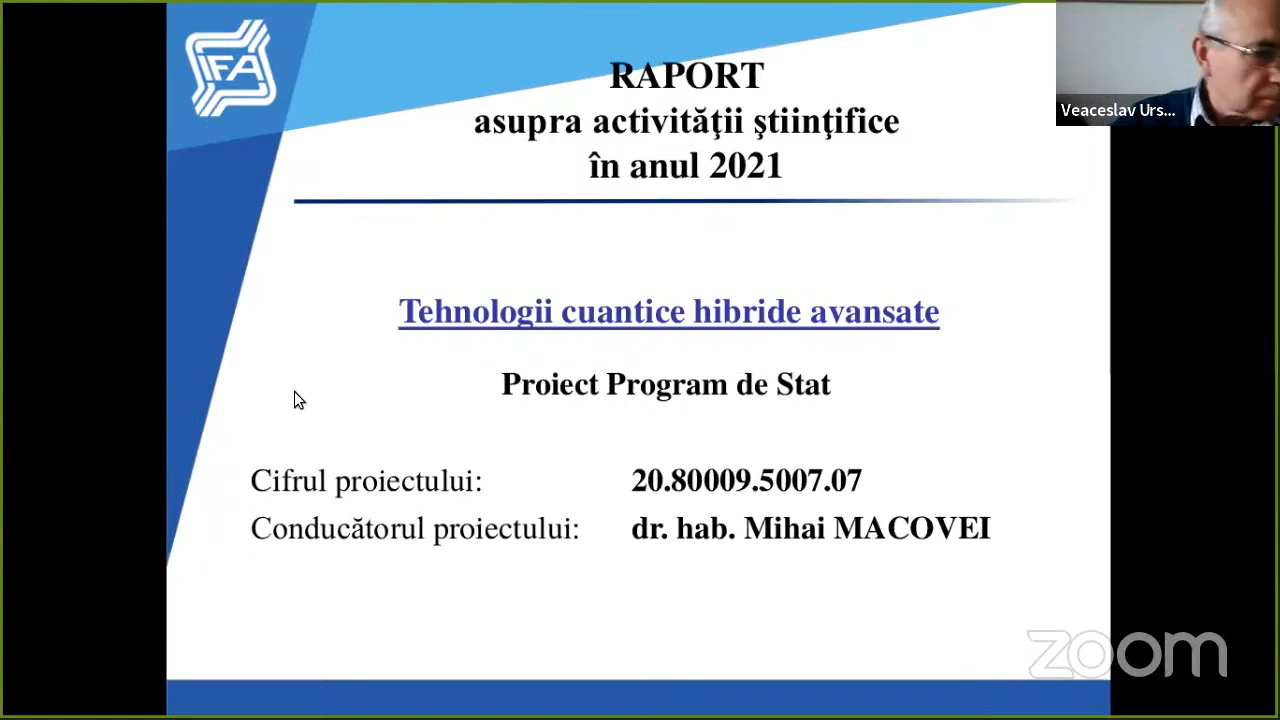 IFA
RAPORT
asupra activităţii ştiinţifice
în anul 2021
Veaceslav Urs...
Tehnologii cuantice hibride avansate
Proiect Program de Stat
Cifrul proiectului: 20.80009.5007.07
Conducătorul proiectului: dr. hab. Mihai MACOVEI
zoom